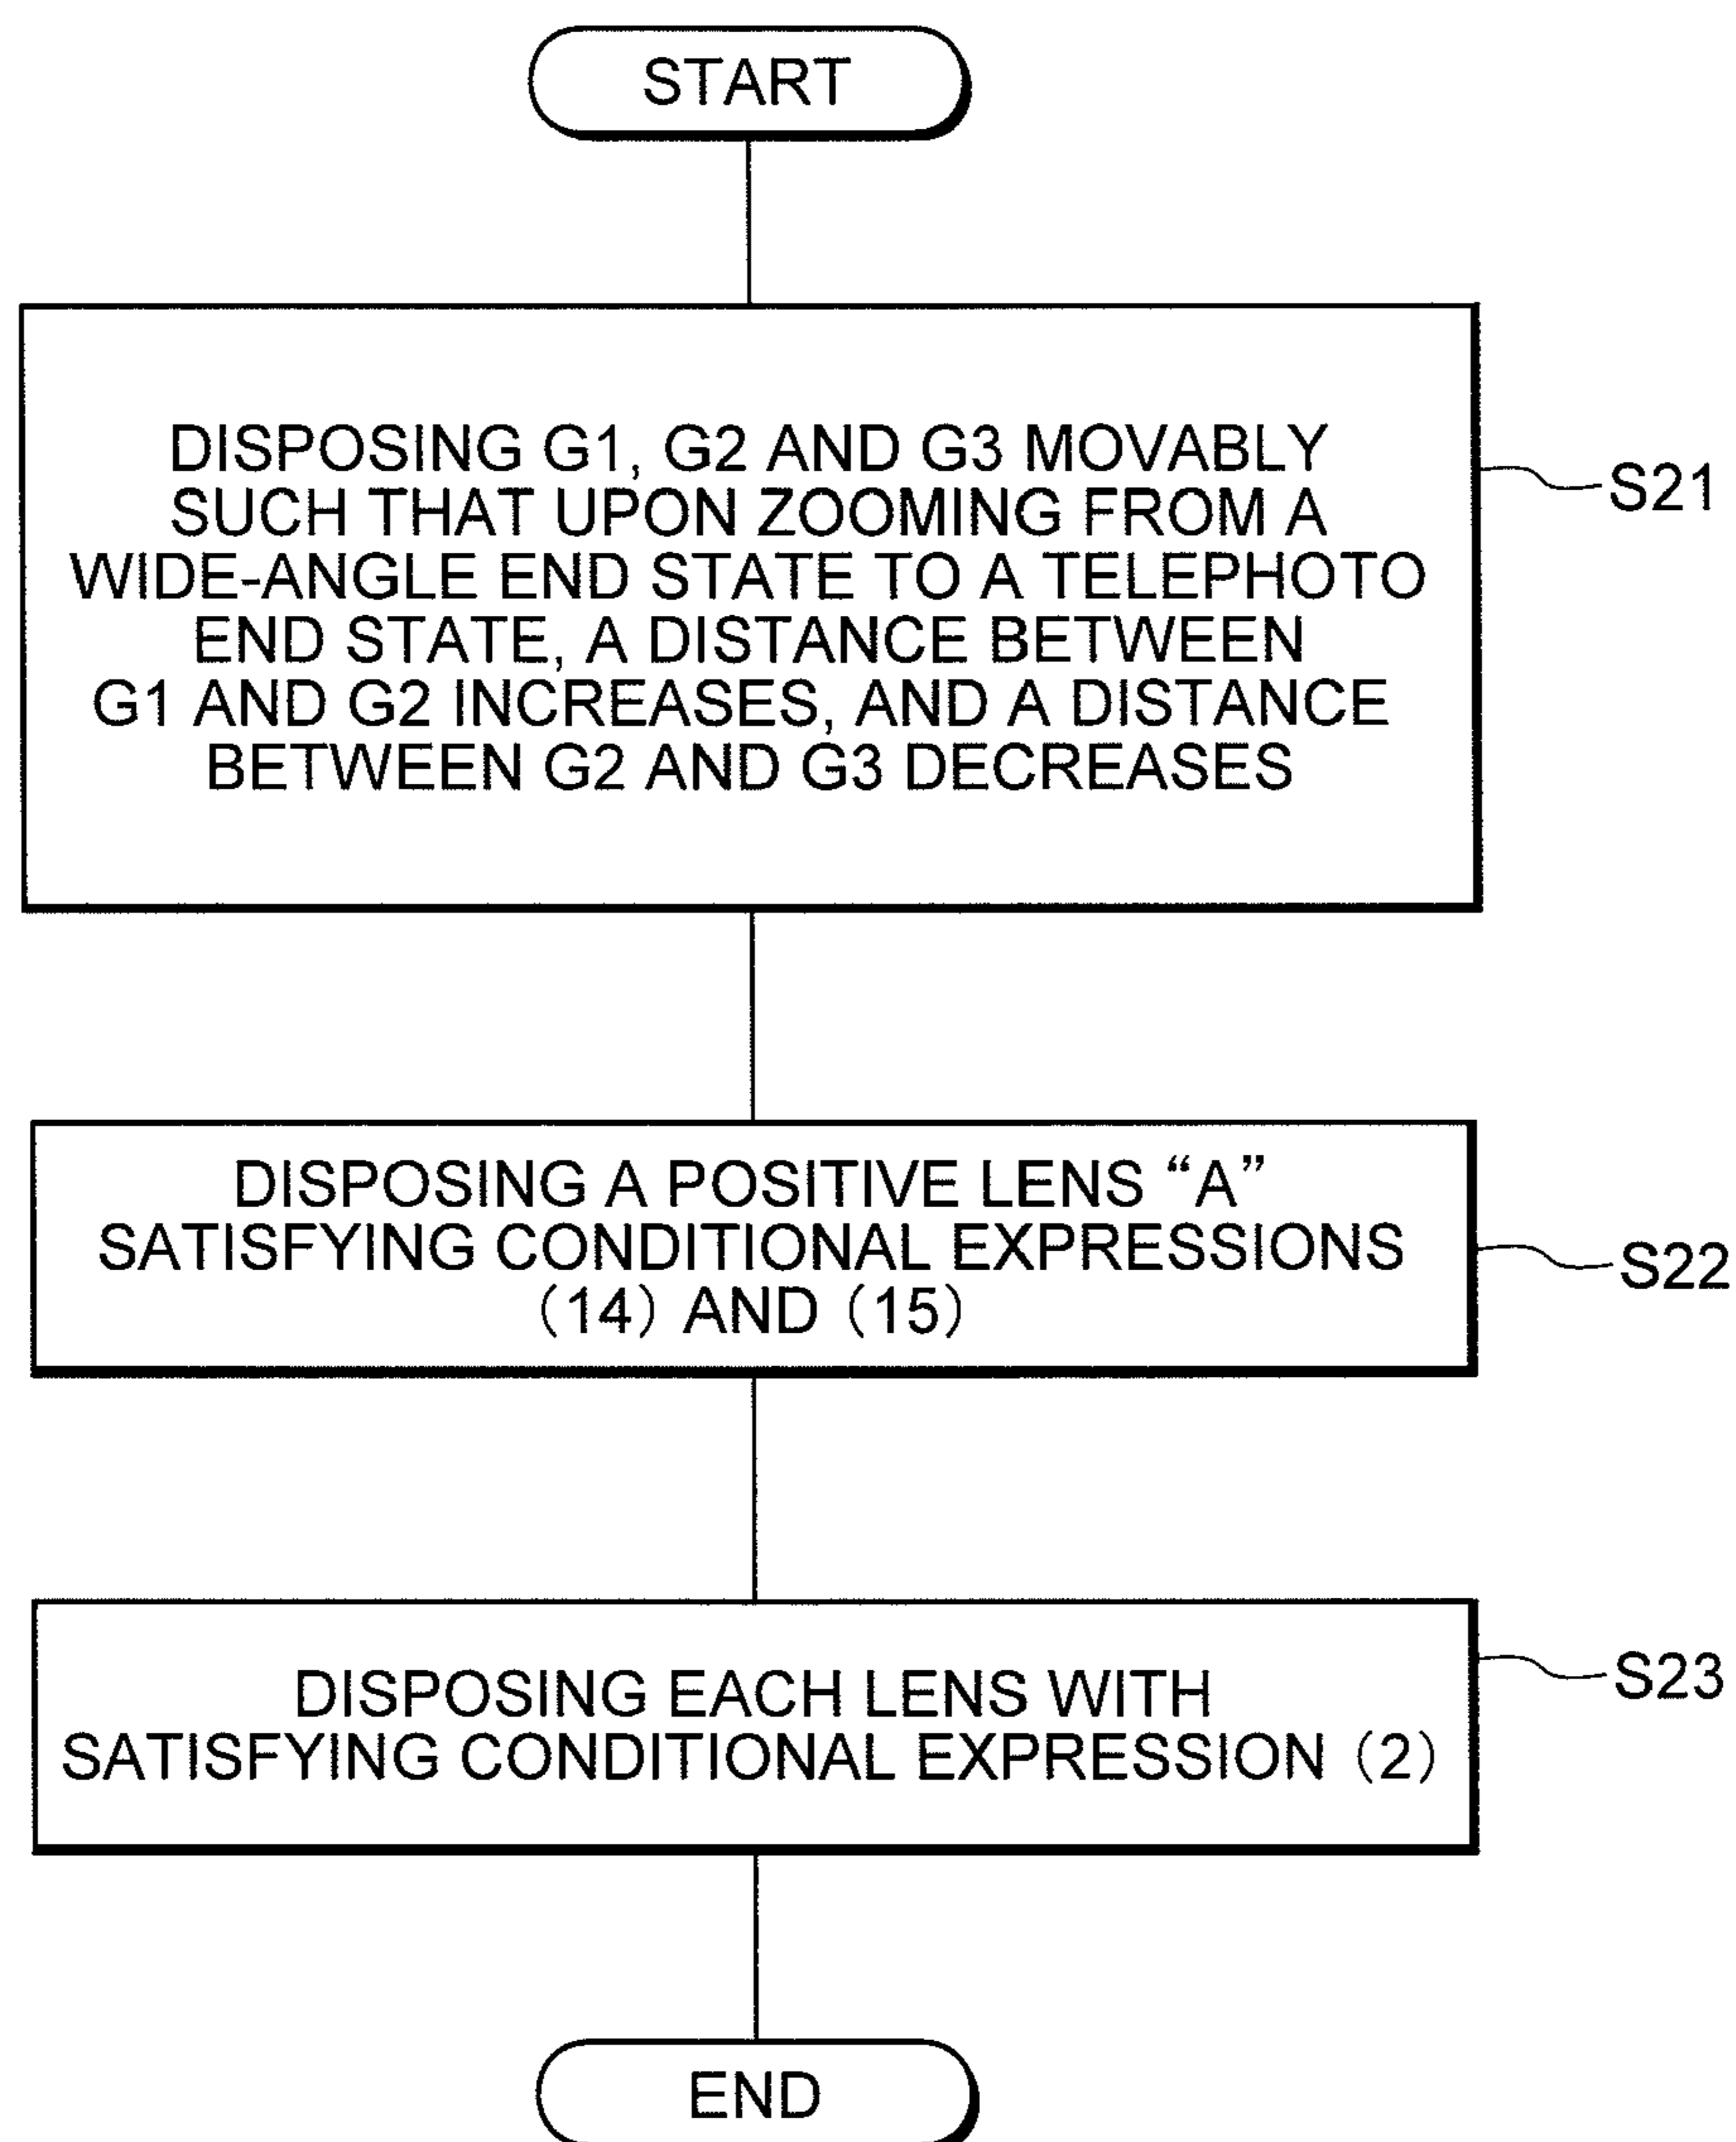 START
DISPOSING G1, G2 AND G3 MOVABLY
SUCH THAT UPON ZOOMING FROM A
WIDE-ANGLE END STATE TO A TELEPHOTO
END STATE, A DISTANCE BETWEEN
G1 AND G2 INCREASES, AND A DISTANCE
BETWEEN G2 AND G3 DECREASES
S21
DISPOSING A POSITIVE LENS “A”
SATISFYING CONDITIONAL EXPRESSIONS
(14) AND (15)
S22
DISPOSING EACH LENS WITH
SATISFYING CONDITIONAL EXPRESSION (2)
S23
END